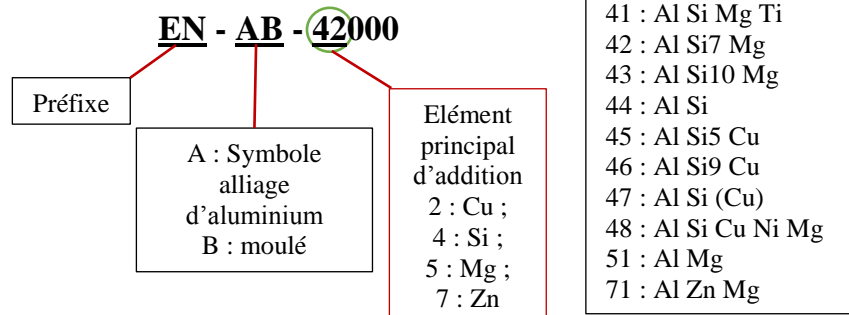 EN - AB - 42000
Préfixe
A : Symbole
alliage
d'aluminium
B : moulé
Elément
principal
d'addition
2 : Cu ;
4 : Si ;
5 : Mg ;
7 : Zn
41 : Al Si Mg Ti
42 : Al Si7 Mg
43 : Al Si10 Mg
44 : Al Si
45 : Al Si5 Cu
46 : Al Si9 Cu
47 : Al Si (Cu)
48 : Al Si Cu Ni Mg
51 : Al Mg
71 : Al Zn Mg